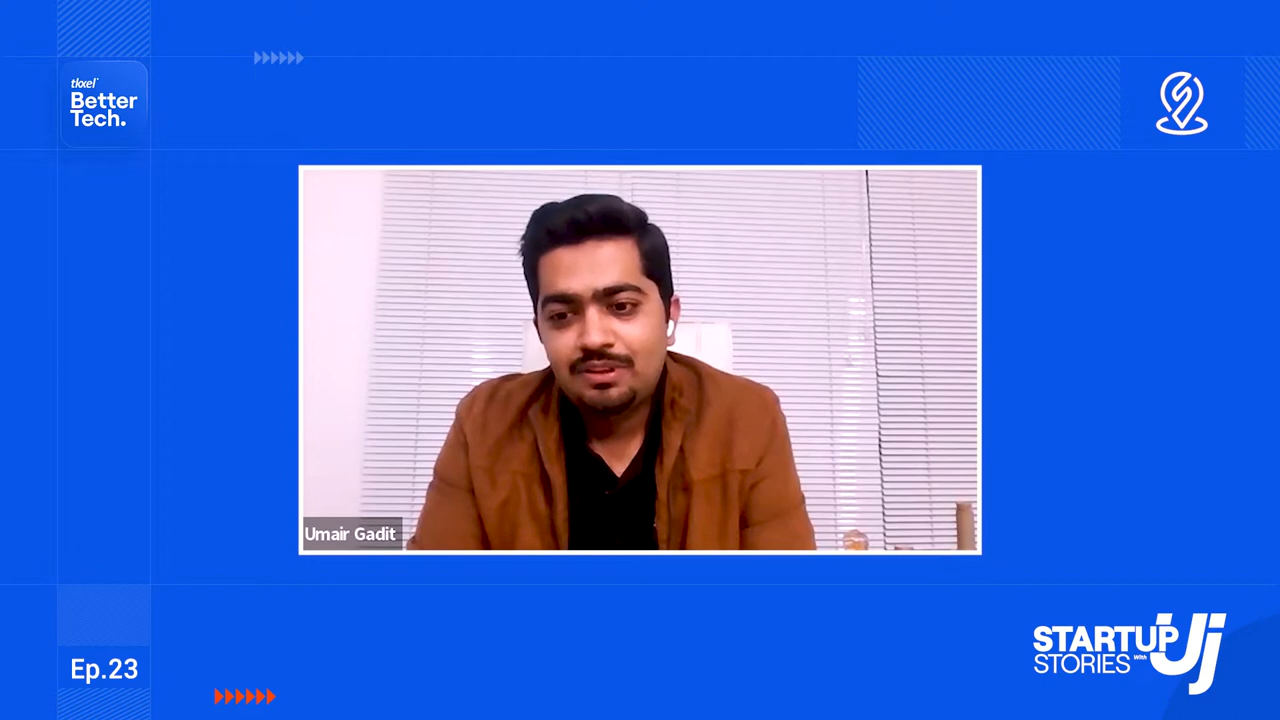 tkxel
Better
Tech.
Umair Gadit
Ep.23
STARTUP
STORIES With
Uj